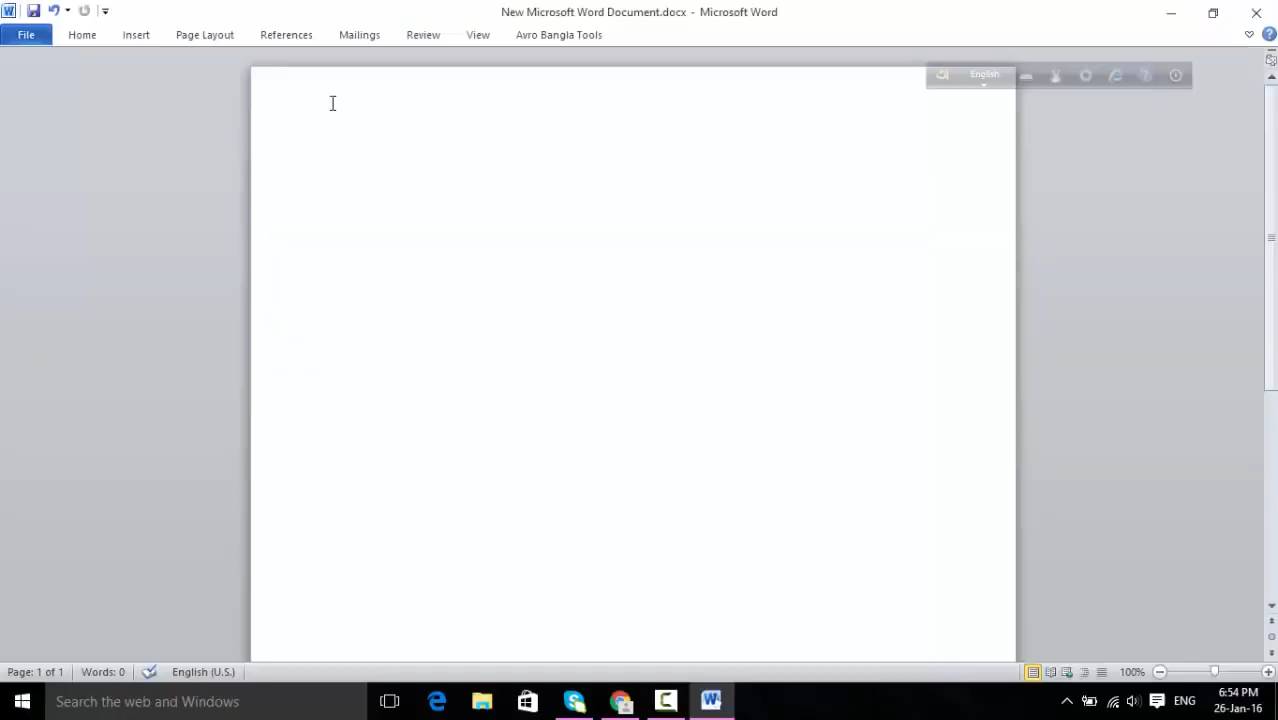 New Microsoft Word Document.docx - Microsoft Word
File Home Insert Page Layout References Mailings Review View Avro Bangla Tools
English
Page: 1 of 1 Words: 0 English (U.S.) 100%
Search the web and Windows ENG 6:54 PM
26-Jan-16